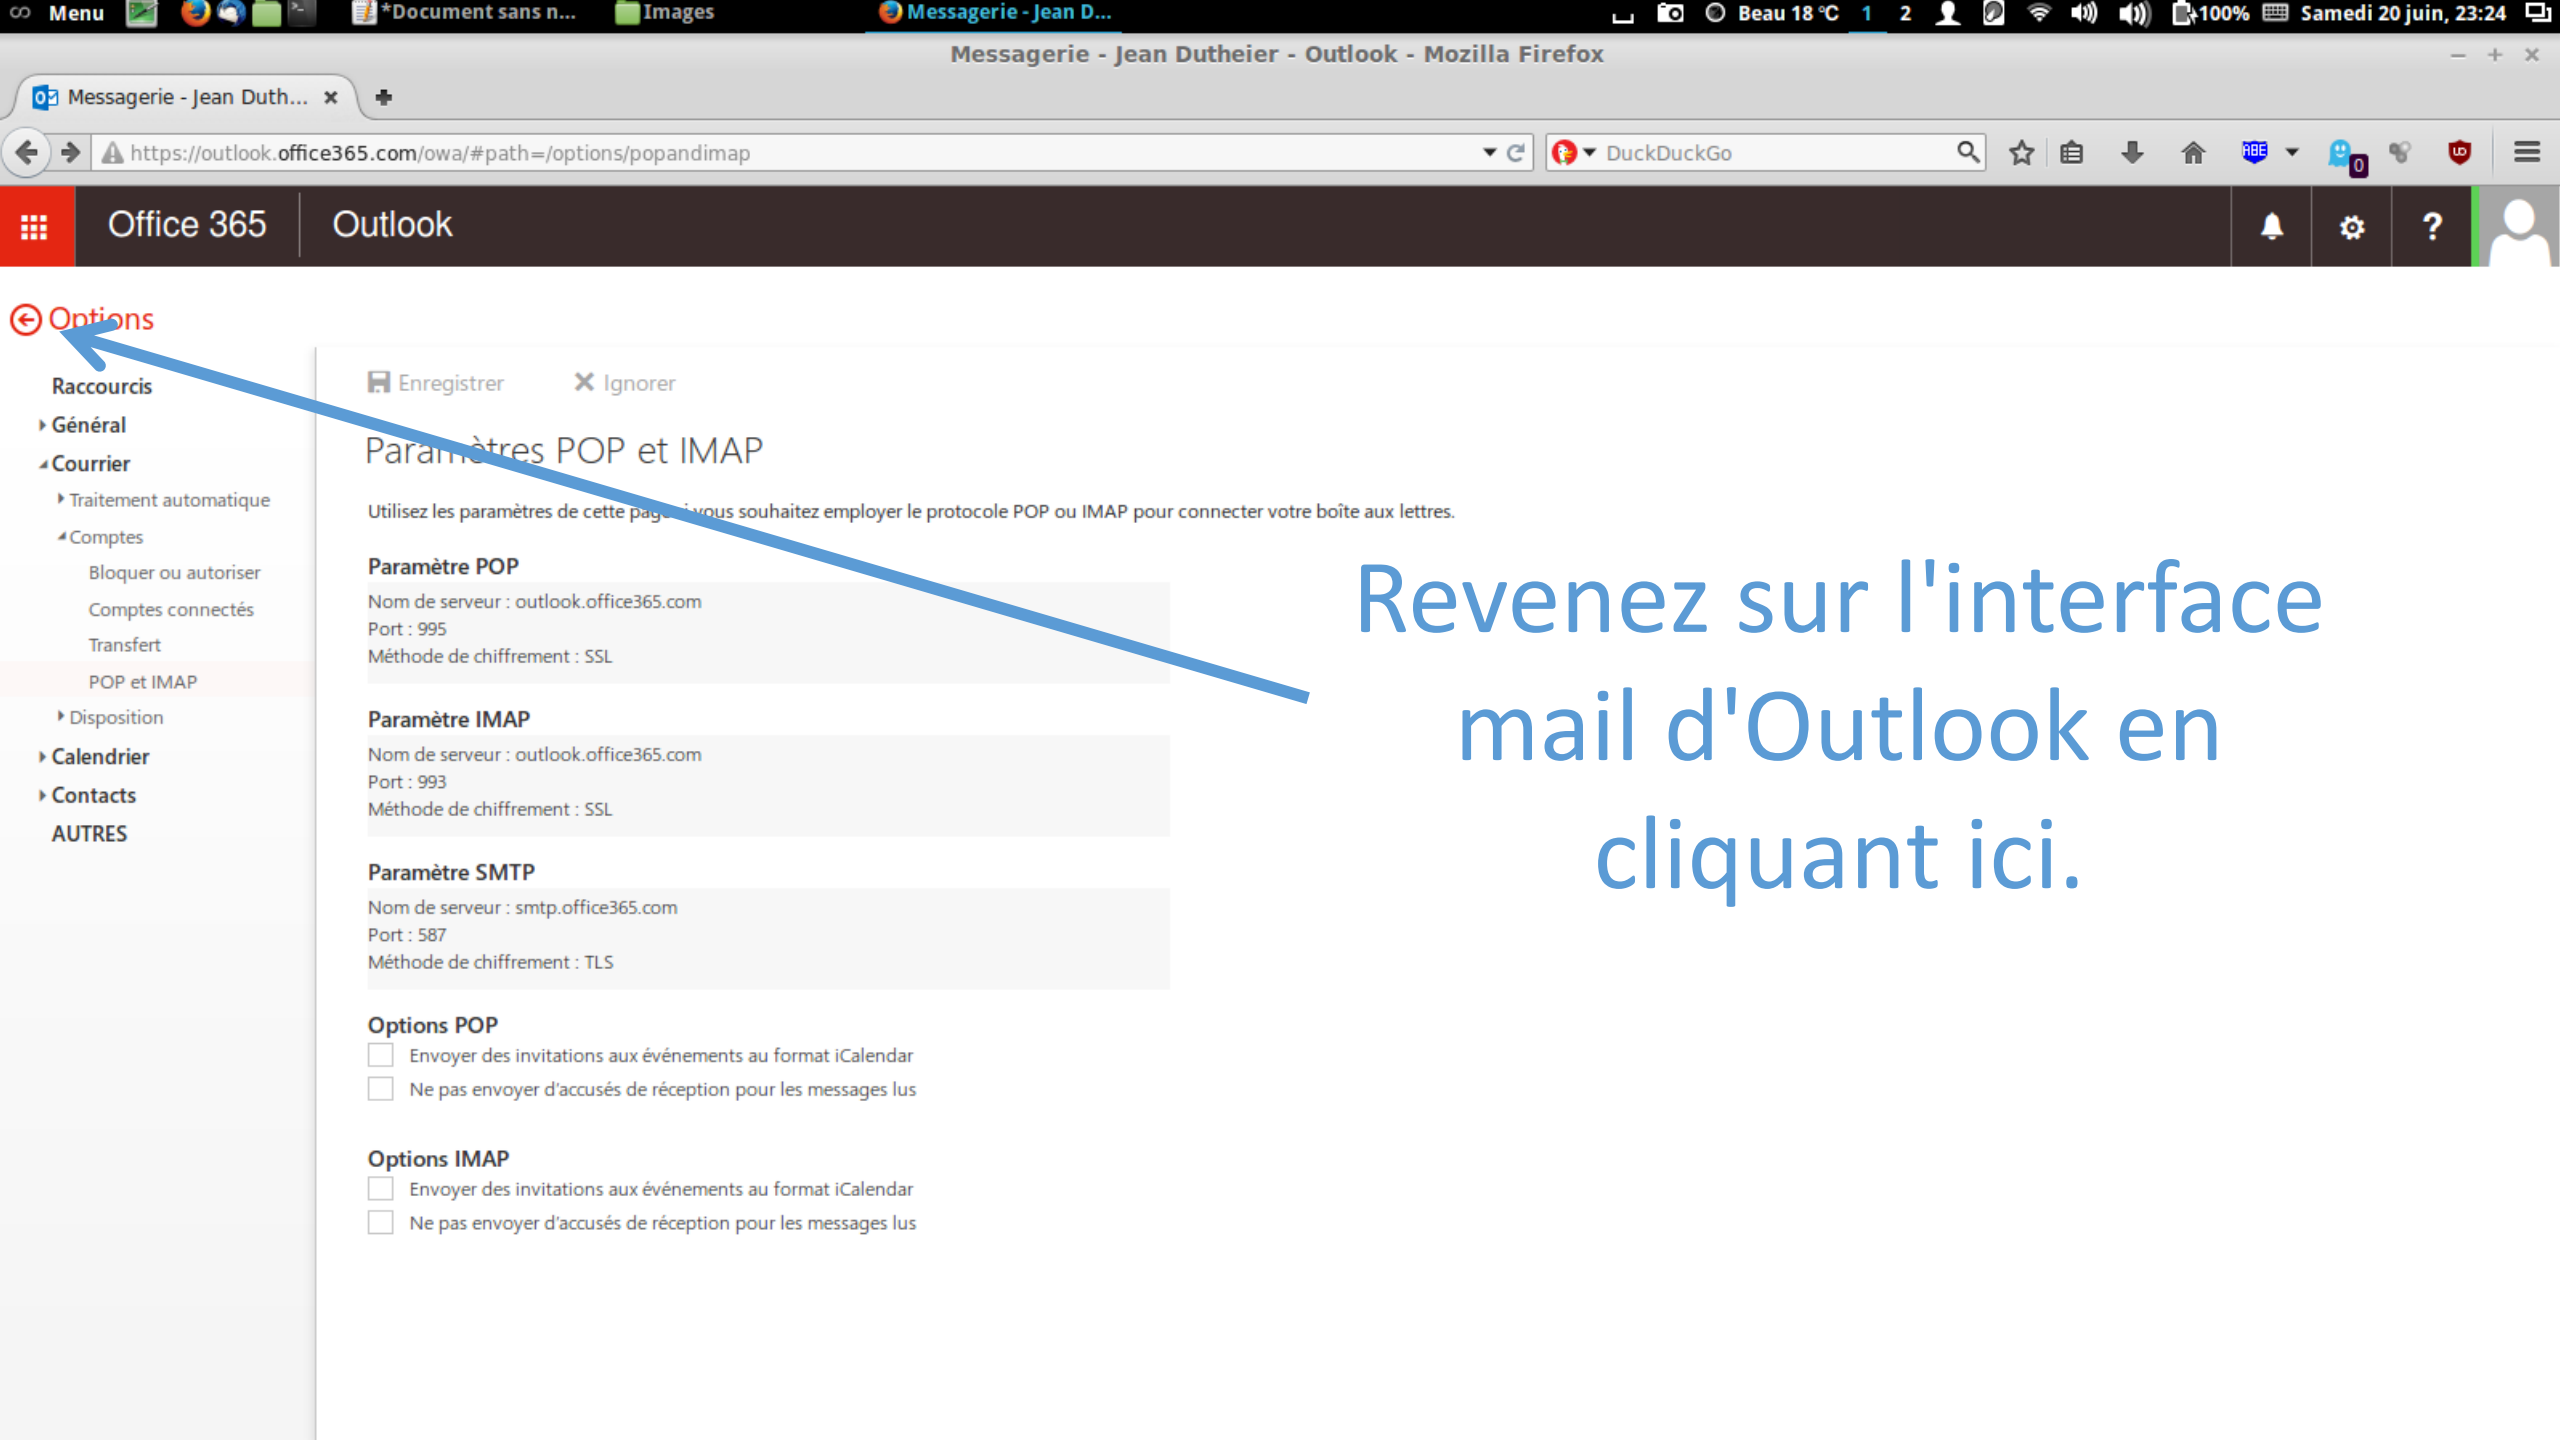 Menu
*Document sans n...
Images
Messagerie - Jean D...
Beau 18 °C
1
2
100%
Samedi 20 juin, 23:24
Messagerie - Jean Dutheier - Outlook - Mozilla Firefox
Messagerie - Jean Duth...
https://outlook.office365.com/owa/#path=/options/popandimap
DuckDuckGo
ABE
0
Office 365
Outlook
?
Options
Raccourcis
Général
Courrier
Traitement automatique
Comptes
Bloquer ou autoriser
Comptes connectés
Transfert
POP et IMAP
Disposition
Calendrier
Contacts
AUTRES
Enregistrer
Ignorer
Paramètres POP et IMAP
Utilisez les paramètres de cette page si vous souhaitez employer le protocole POP ou IMAP pour connecter votre boîte aux lettres.
Paramètre POP
Nom de serveur : outlook.office365.com
Port : 995
Méthode de chiffrement : SSL
Paramètre IMAP
Nom de serveur : outlook.office365.com
Port : 993
Méthode de chiffrement : SSL
Paramètre SMTP
Nom de serveur : smtp.office365.com
Port : 587
Méthode de chiffrement : TLS
Options POP
Envoyer des invitations aux événements au format iCalendar
Ne pas envoyer d'accusés de réception pour les messages lus
Options IMAP
Envoyer des invitations aux événements au format iCalendar
Ne pas envoyer d'accusés de réception pour les messages lus
Revenez sur l'interface
mail d'Outlook en
cliquant ici.